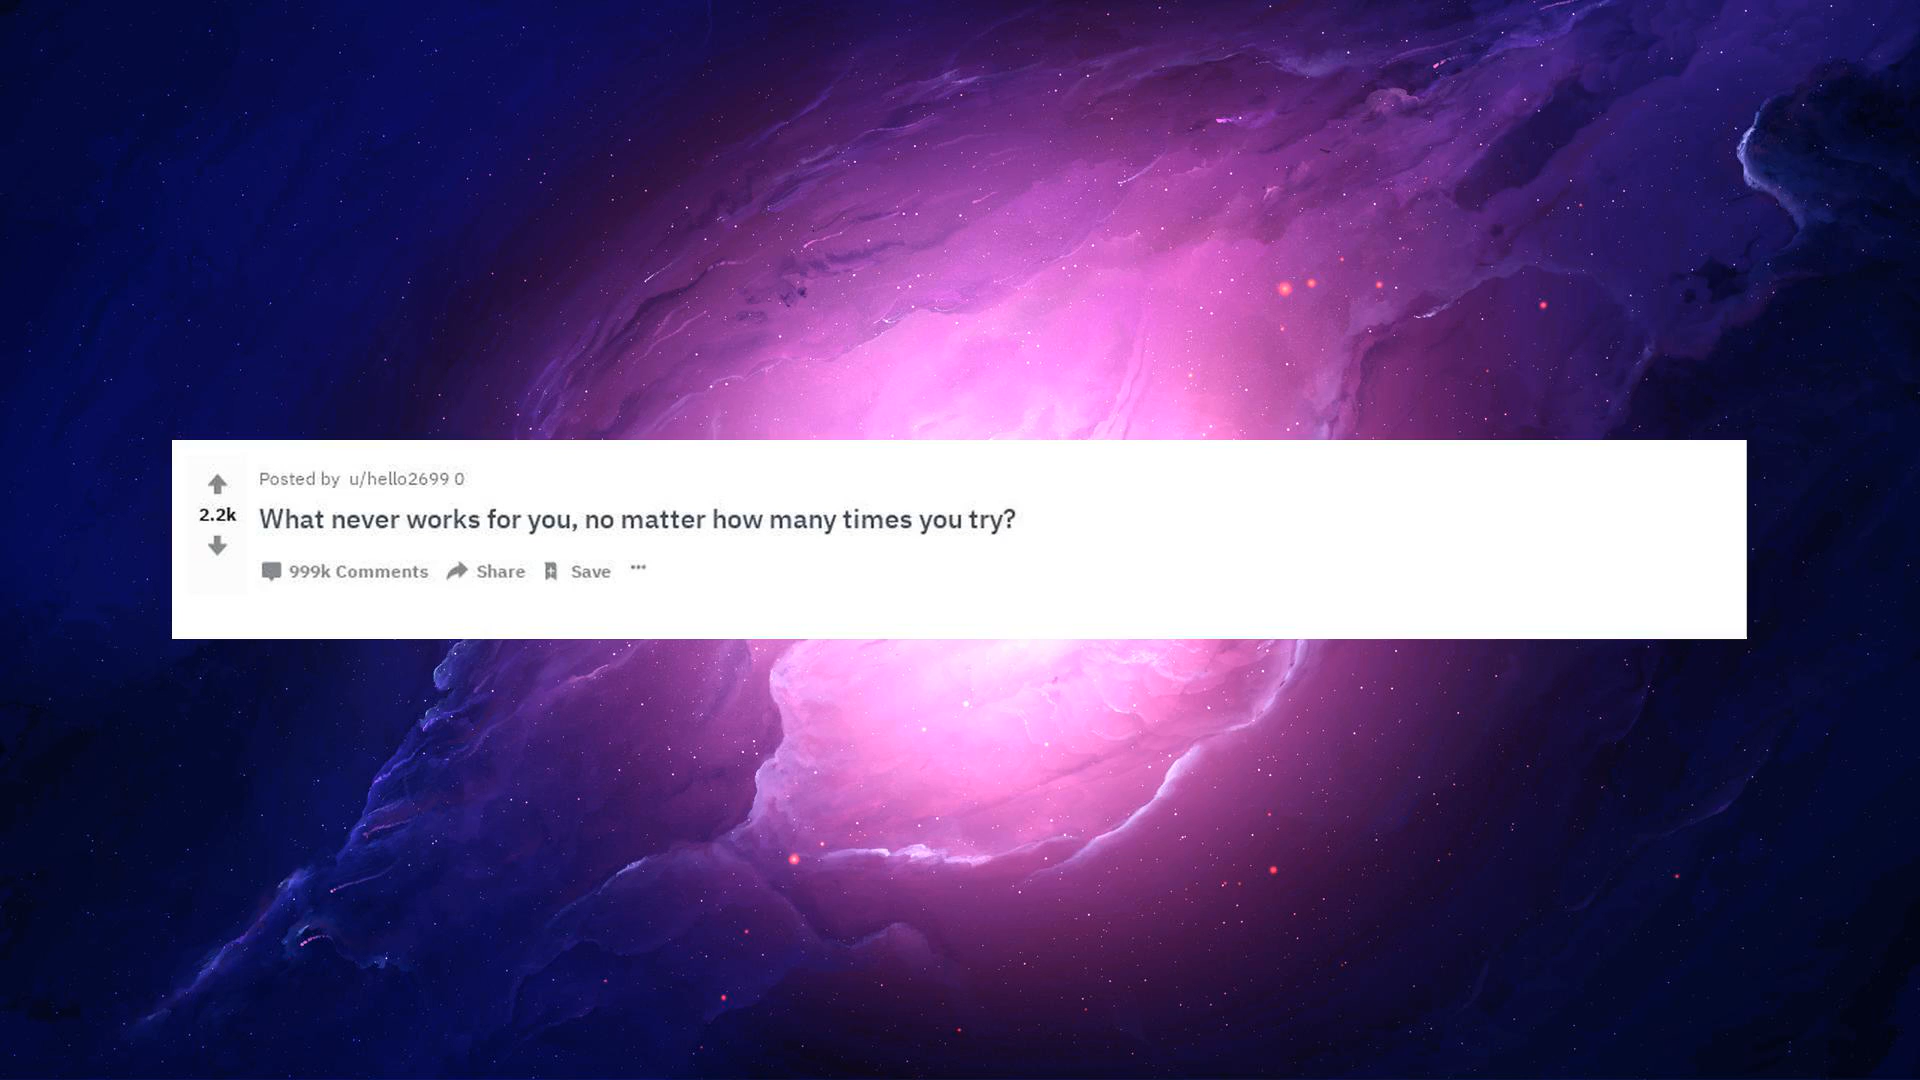 Posted by u/hello2699 0
2.2k
What never works for you, no matter how many times you try?
999k Comments Share Save ...